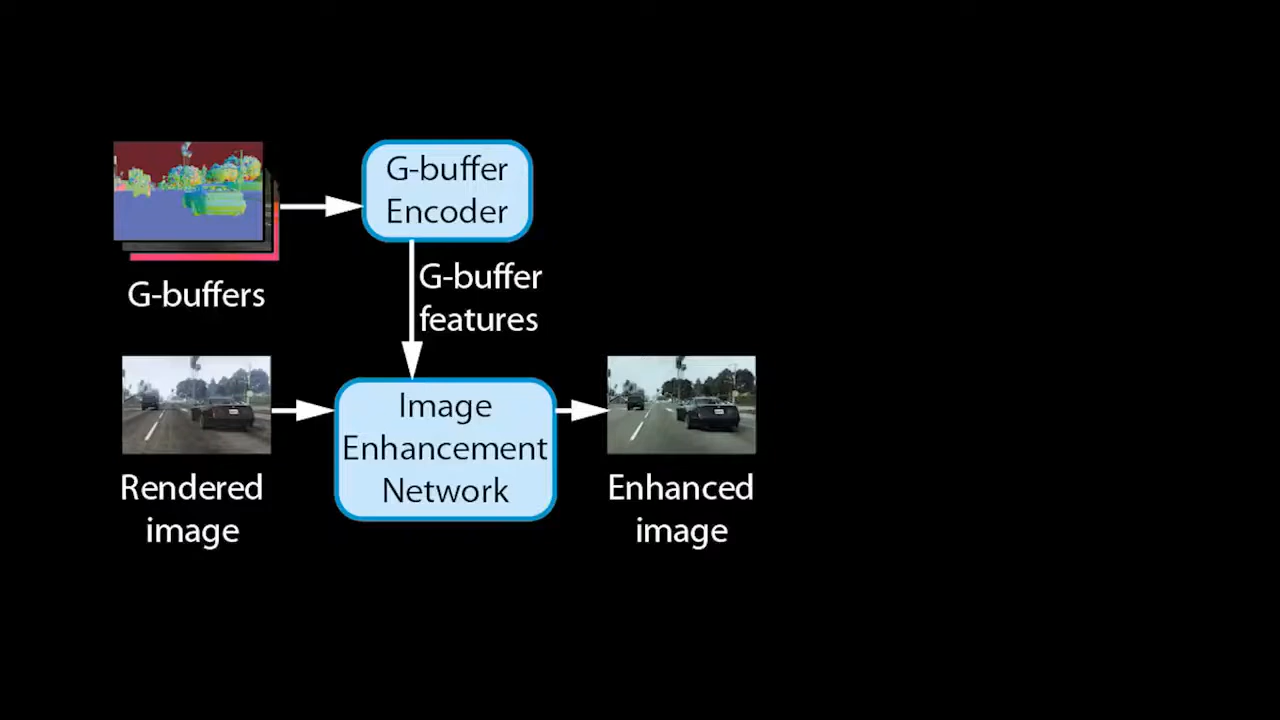 G-buffer
Encoder
G-buffers
G-buffer
features
Rendered
image
Image
Enhancement
Network
Enhanced
image